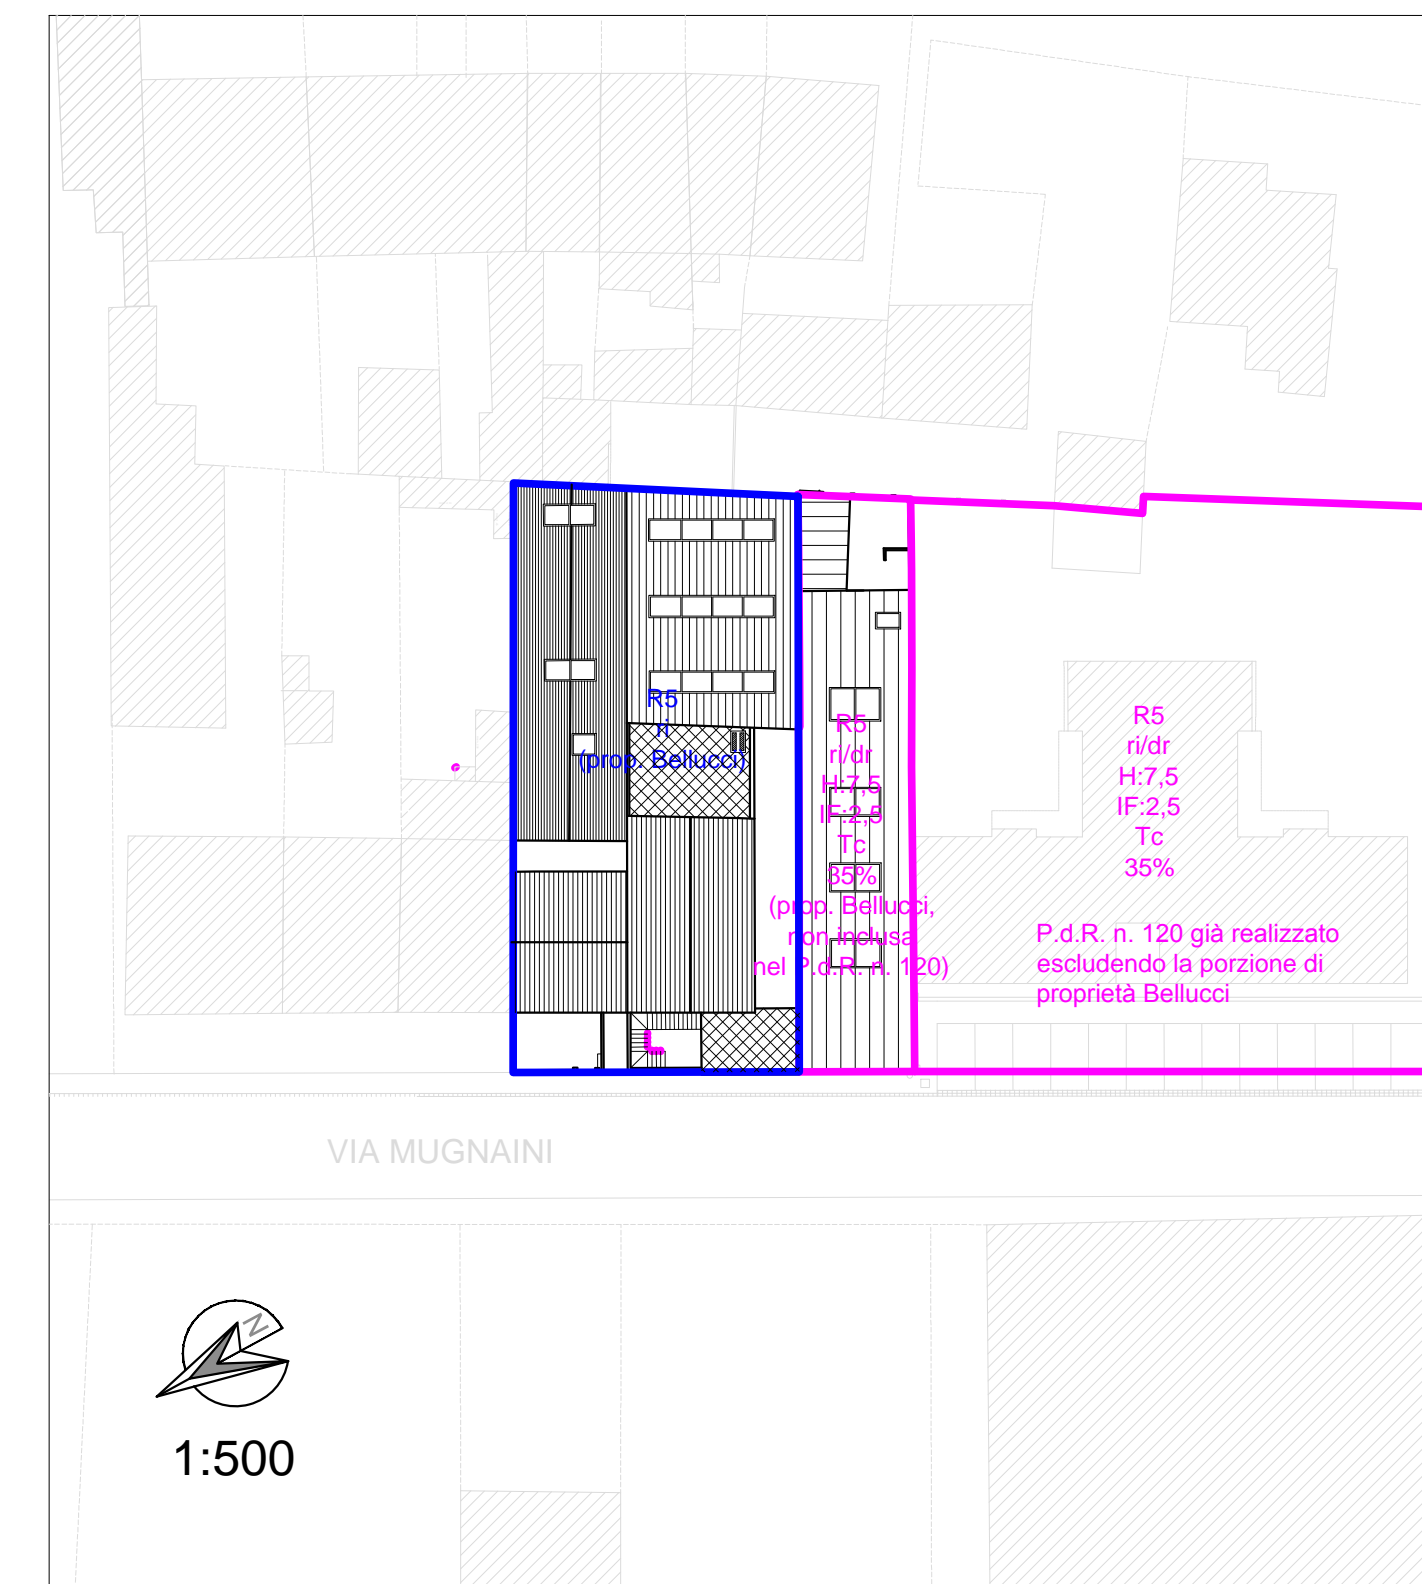 R5
ri
(prop. Bellucci)
R5
ri/dr
H:7,5
IF:2,5
Tc
35%
(prop. Bellucci,
non inclusa
nel P.d.R. n. 120)
R5
ri/dr
H:7,5
IF:2,5
Tc
35%
P.d.R. n. 120 già realizzato
escludendo la porzione di
proprietà Bellucci
VIA MUGNAINI
N
1:500